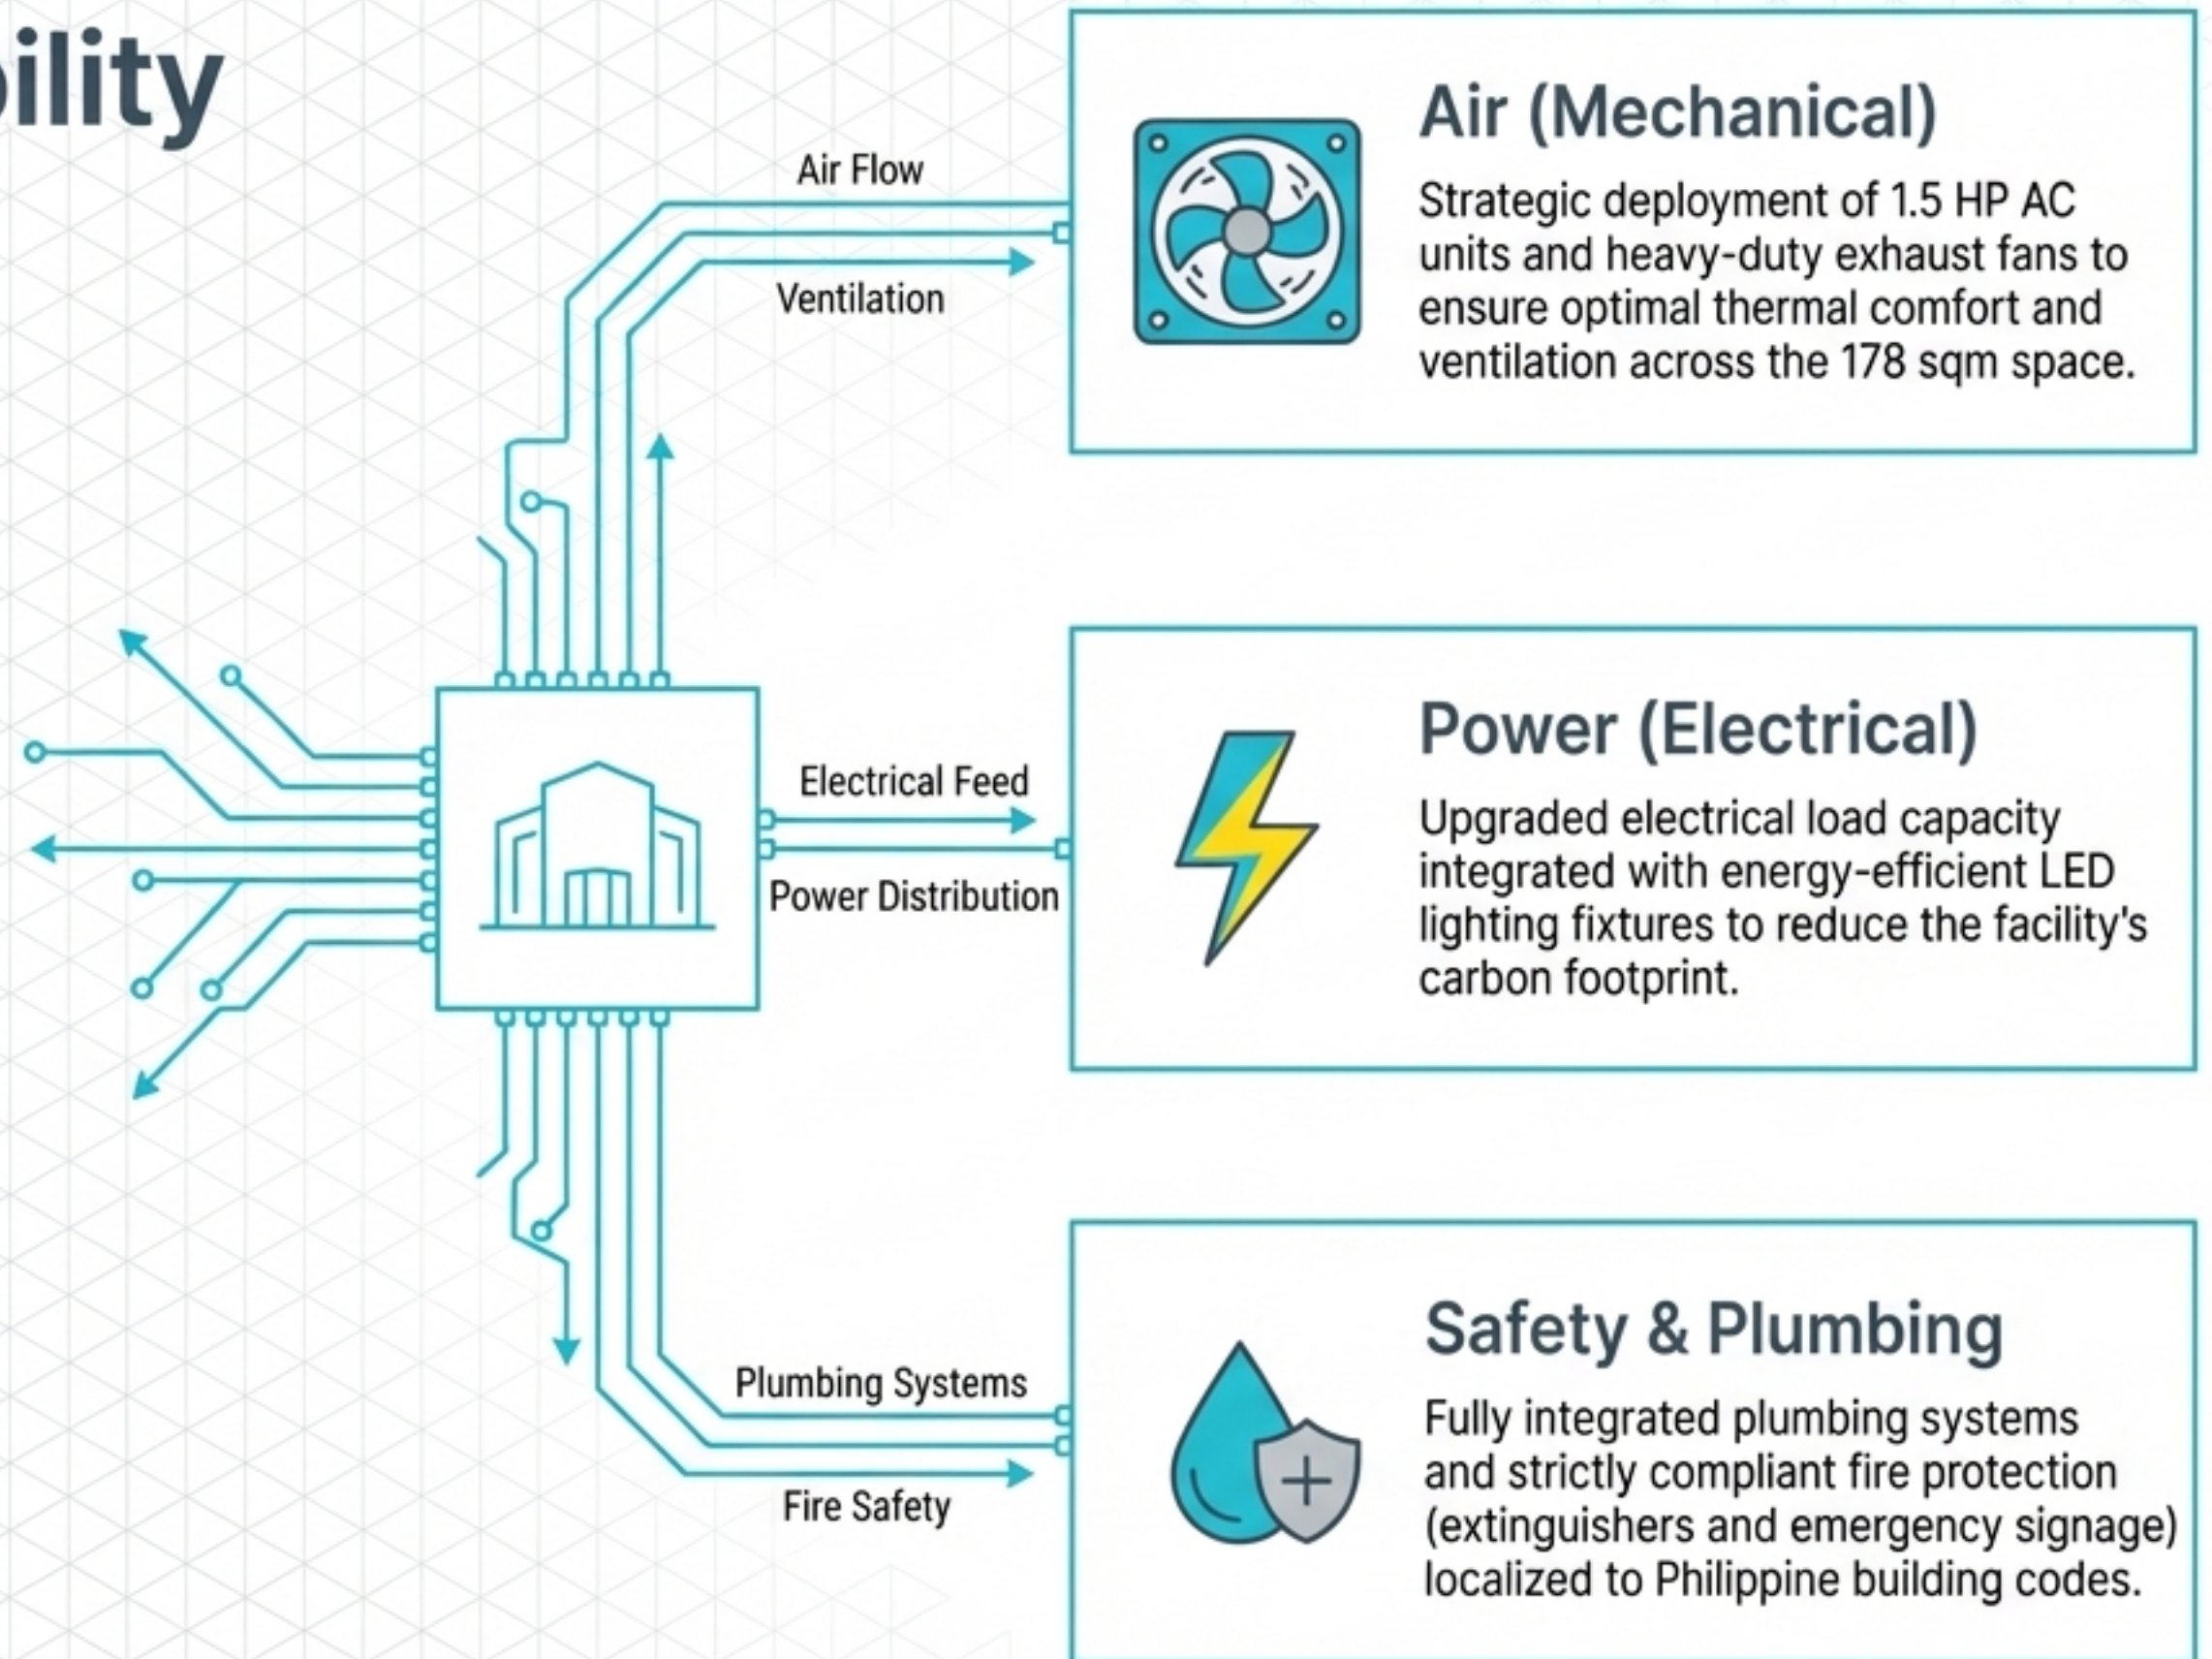 ility
Air (Mechanical)
Strategic deployment of 1.5 HP AC
units and heavy-duty exhaust fans to
ensure optimal thermal comfort and
ventilation across the 178 sqm space.
Air Flow
Ventilation
Power (Electrical)
Upgraded electrical load capacity
integrated with energy-efficient LED
lighting fixtures to reduce the facility's
carbon footprint.
Electrical Feed
Power Distribution
Safety & Plumbing
Fully integrated plumbing systems
and strictly compliant fire protection
(extinguishers and emergency signage)
localized to Philippine building codes.
Plumbing Systems
Fire Safety